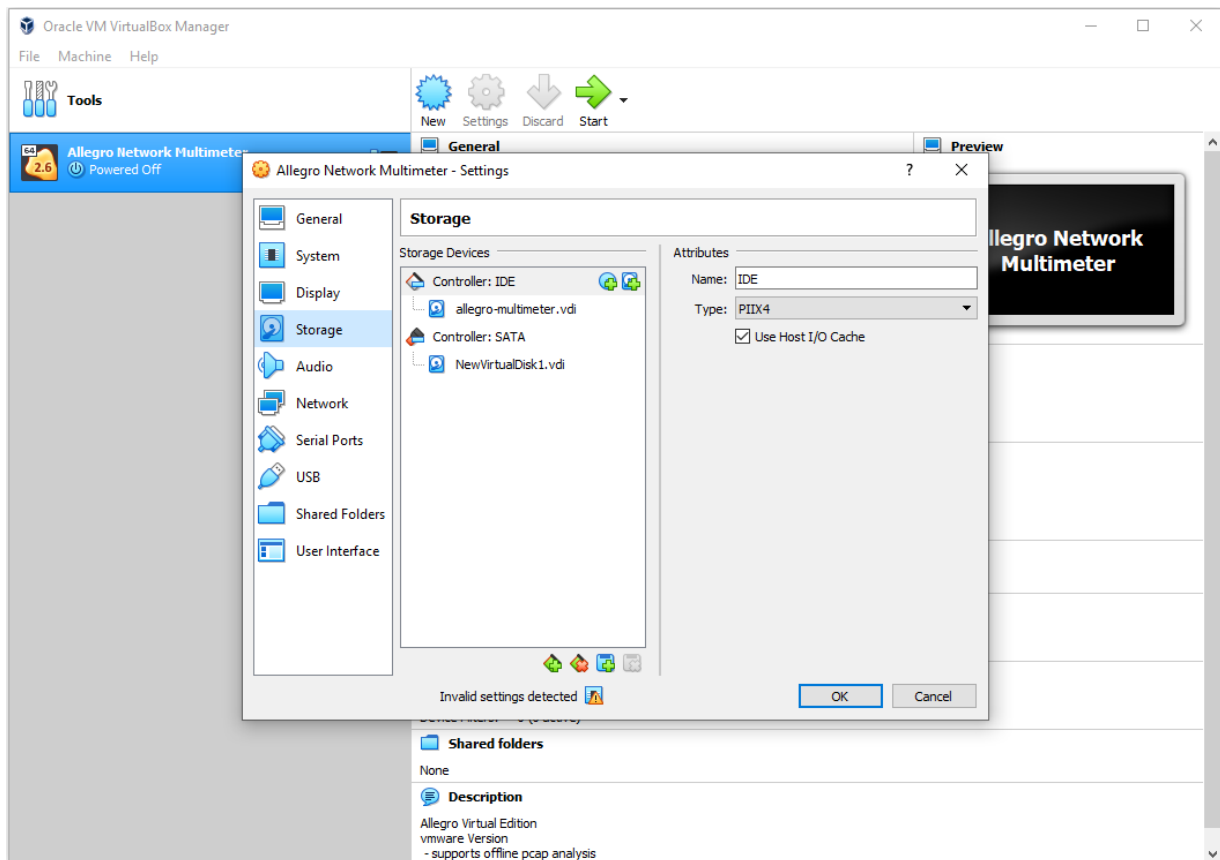 Oracle VM VirtualBox Manager
File Machine Help
Tools
New Settings Discard Start
64
2.6
Allegro Network Multimeter
Powered Off
General
Preview
llegro Network
Multimeter
Allegro Network Multimeter - Settings
?
General
System
Display
Storage
Audio
Network
Serial Ports
USB
Shared Folders
User Interface
Storage
Storage Devices
Controller: IDE
allegro-multimeter.vdi
Controller: SATA
NewVirtualDisk1.vdi
Attributes
Name: IDE
Type: PIIX4
Use Host I/O Cache
Invalid settings detected
OK
Cancel
Shared folders
None
Description
Allegro Virtual Edition
vmware Version
- supports offline pcap analysis